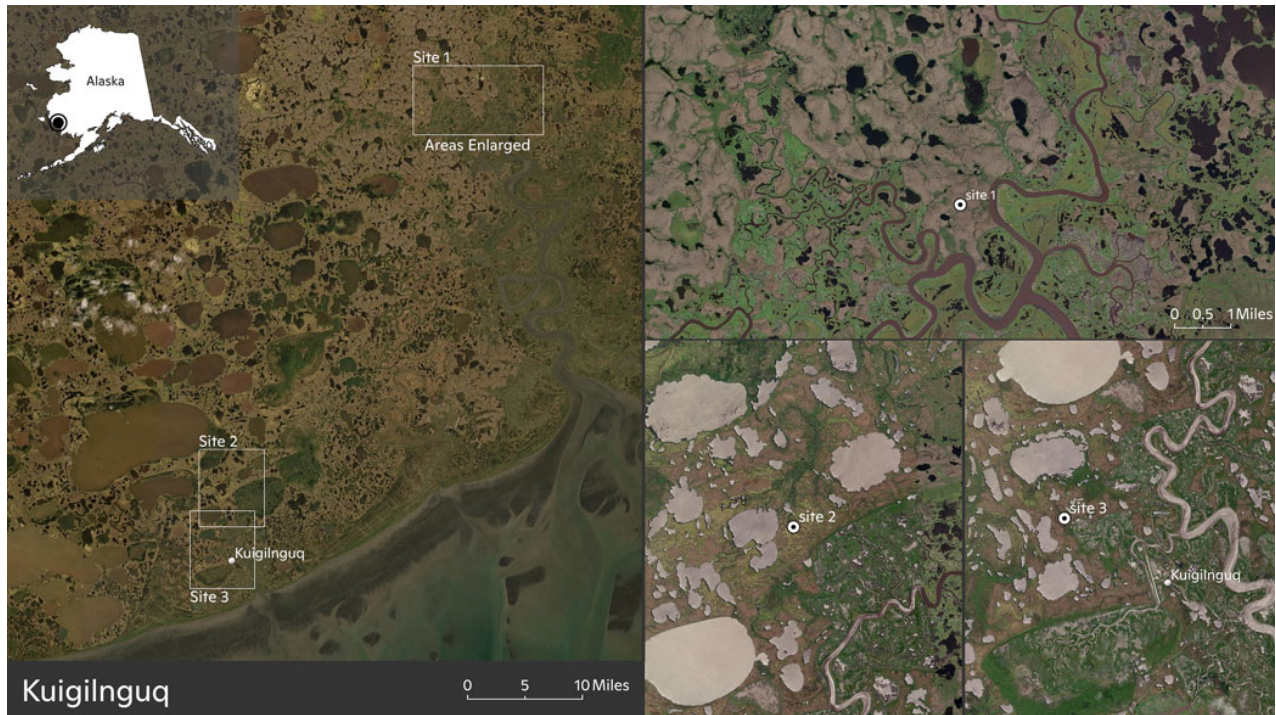 Alaska
Site 1
Areas Enlarged
Site 2
Kuigilnguq
Site 3
Kuigilnguq
0 5 10 Miles
site 1
0 0.5 1 Miles
site 2
site 3
Kuigilnguq